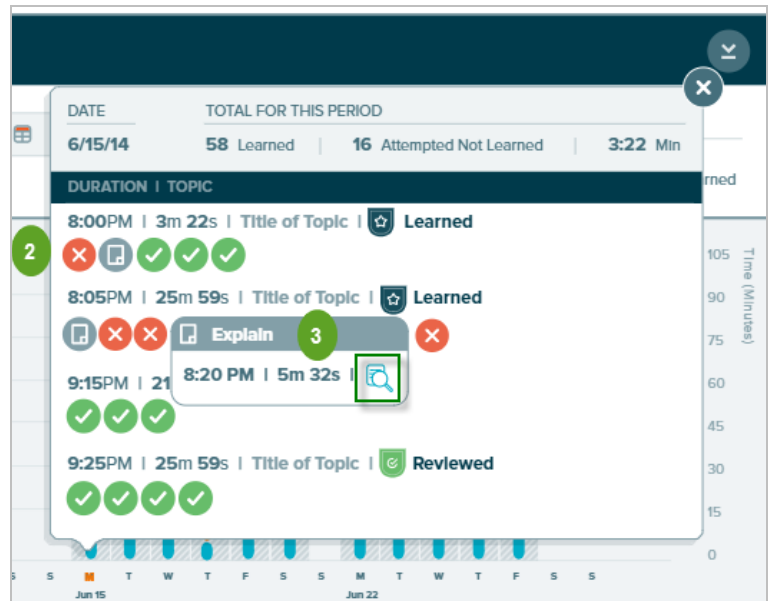 DATE TOTAL FOR THIS PERIOD
6/15/14 58 Learned | 16 Attempted Not Learned | 3:22 Min
rned
DURATION | TOPIC
8:00PM | 3m 22s | Title of Topic | Learned
2
8:05PM | 25m 59s | Title of Topic | Learned
Explain 3
8:20 PM | 5m 32s |
9:15PM | 21
9:25PM | 25m 59s | Title of Topic | Reviewed
105
90
75
60
45
30
15
0
Time (Minutes)
S S M T W T F S S M T W T F S S
Jun 15 Jun 22